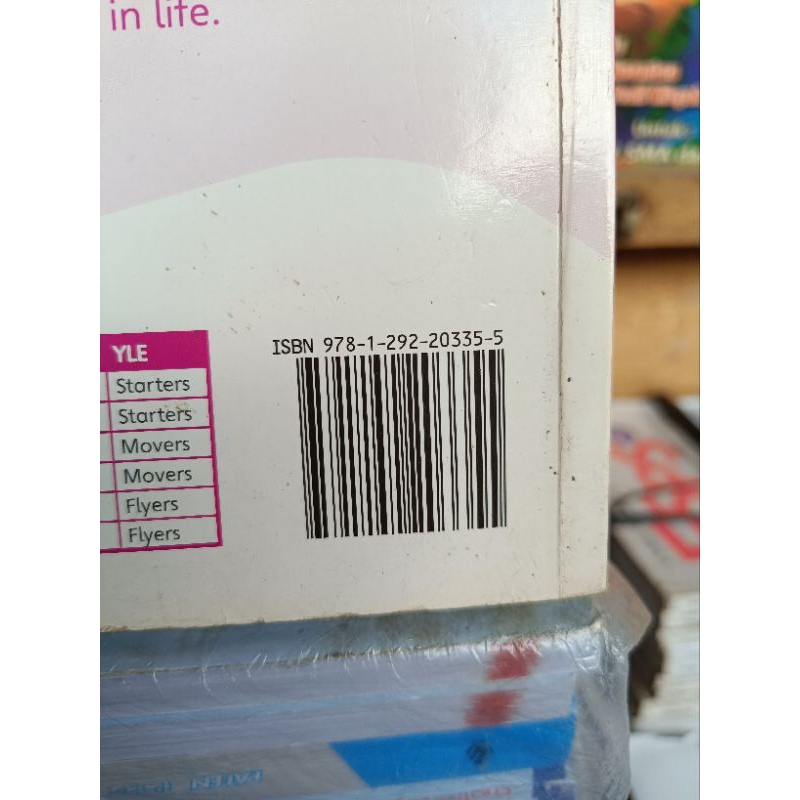 in life.
ISBN 978-1-292-20335-5
YLE
Starters
Starters
Movers
Movers
Flyers
Flyers